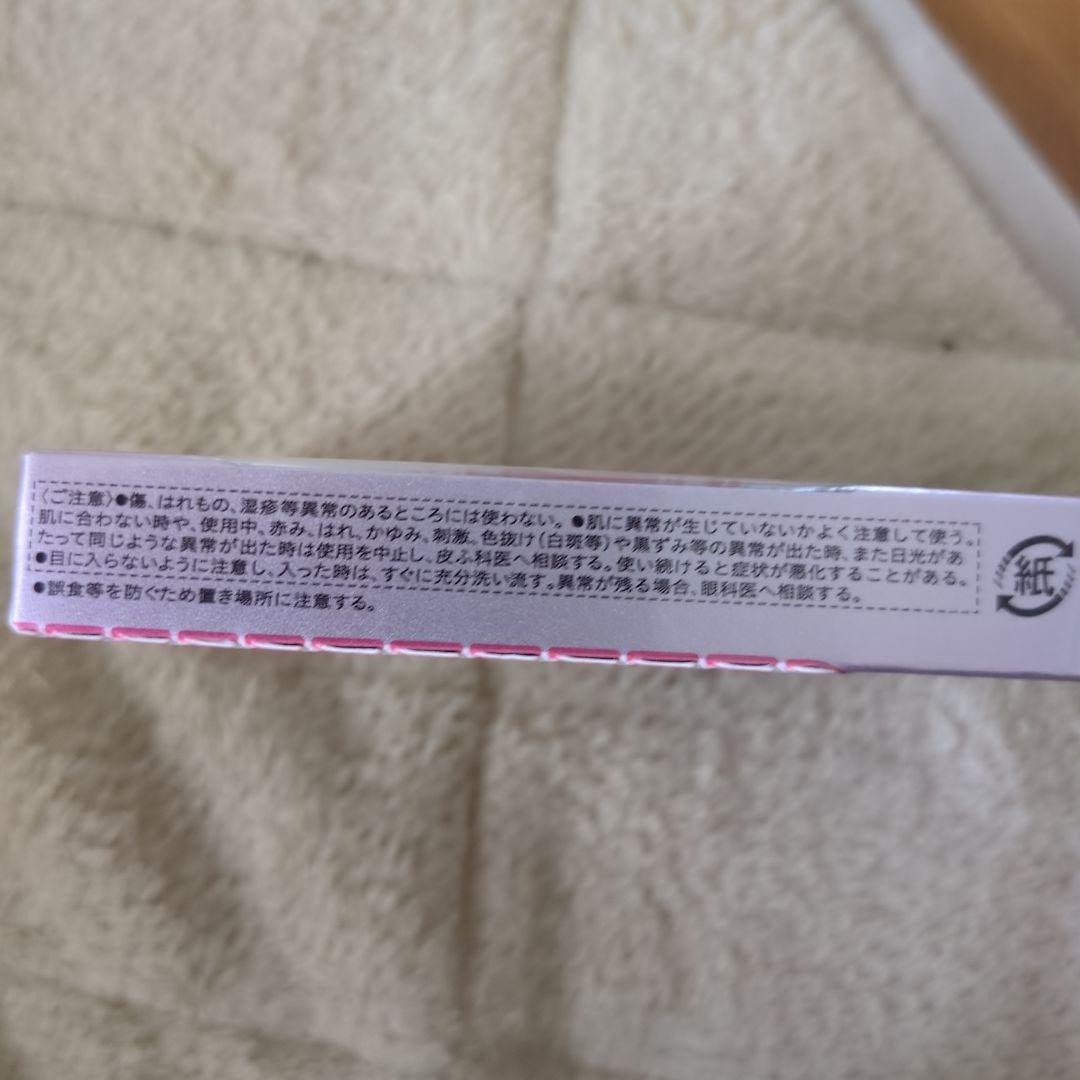 〈ご注意〉●傷、はれもの、湿疹等異常のあるところには使わない。●肌に異常が生じていないかよく注意して使う。
肌に合わない時や、使用中、赤み、はれ、かゆみ、刺激、色抜け(白斑等)や黒ずみ等の異常が出た時、また日光があ
たって同じような異常が出た時は使用を中止し、皮ふ科医へ相談する。使い続けると症状が悪化することがある。
●目に入らないように注意し、入った時は、すぐに充分洗い流す。異常が残る場合、眼科医へ相談する。
●誤食等を防ぐため置き場所に注意する。
紙